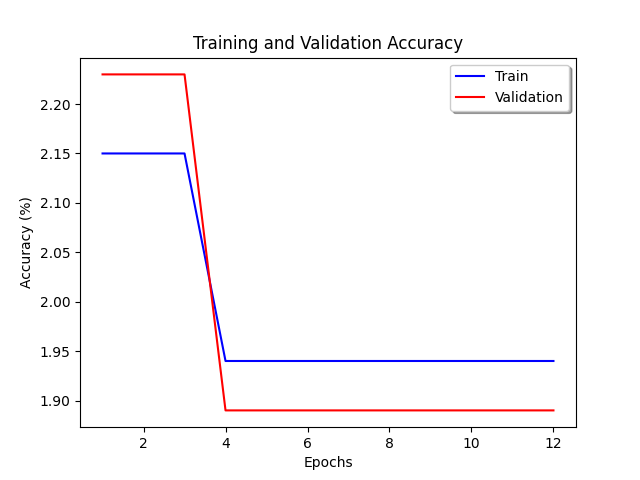 Training and Validation Accuracy
Train
Validation
Accuracy (%)
2.20
2.15
2.10
2.05
2.00
1.95
1.90
2 4 6 8 10 12
Epochs